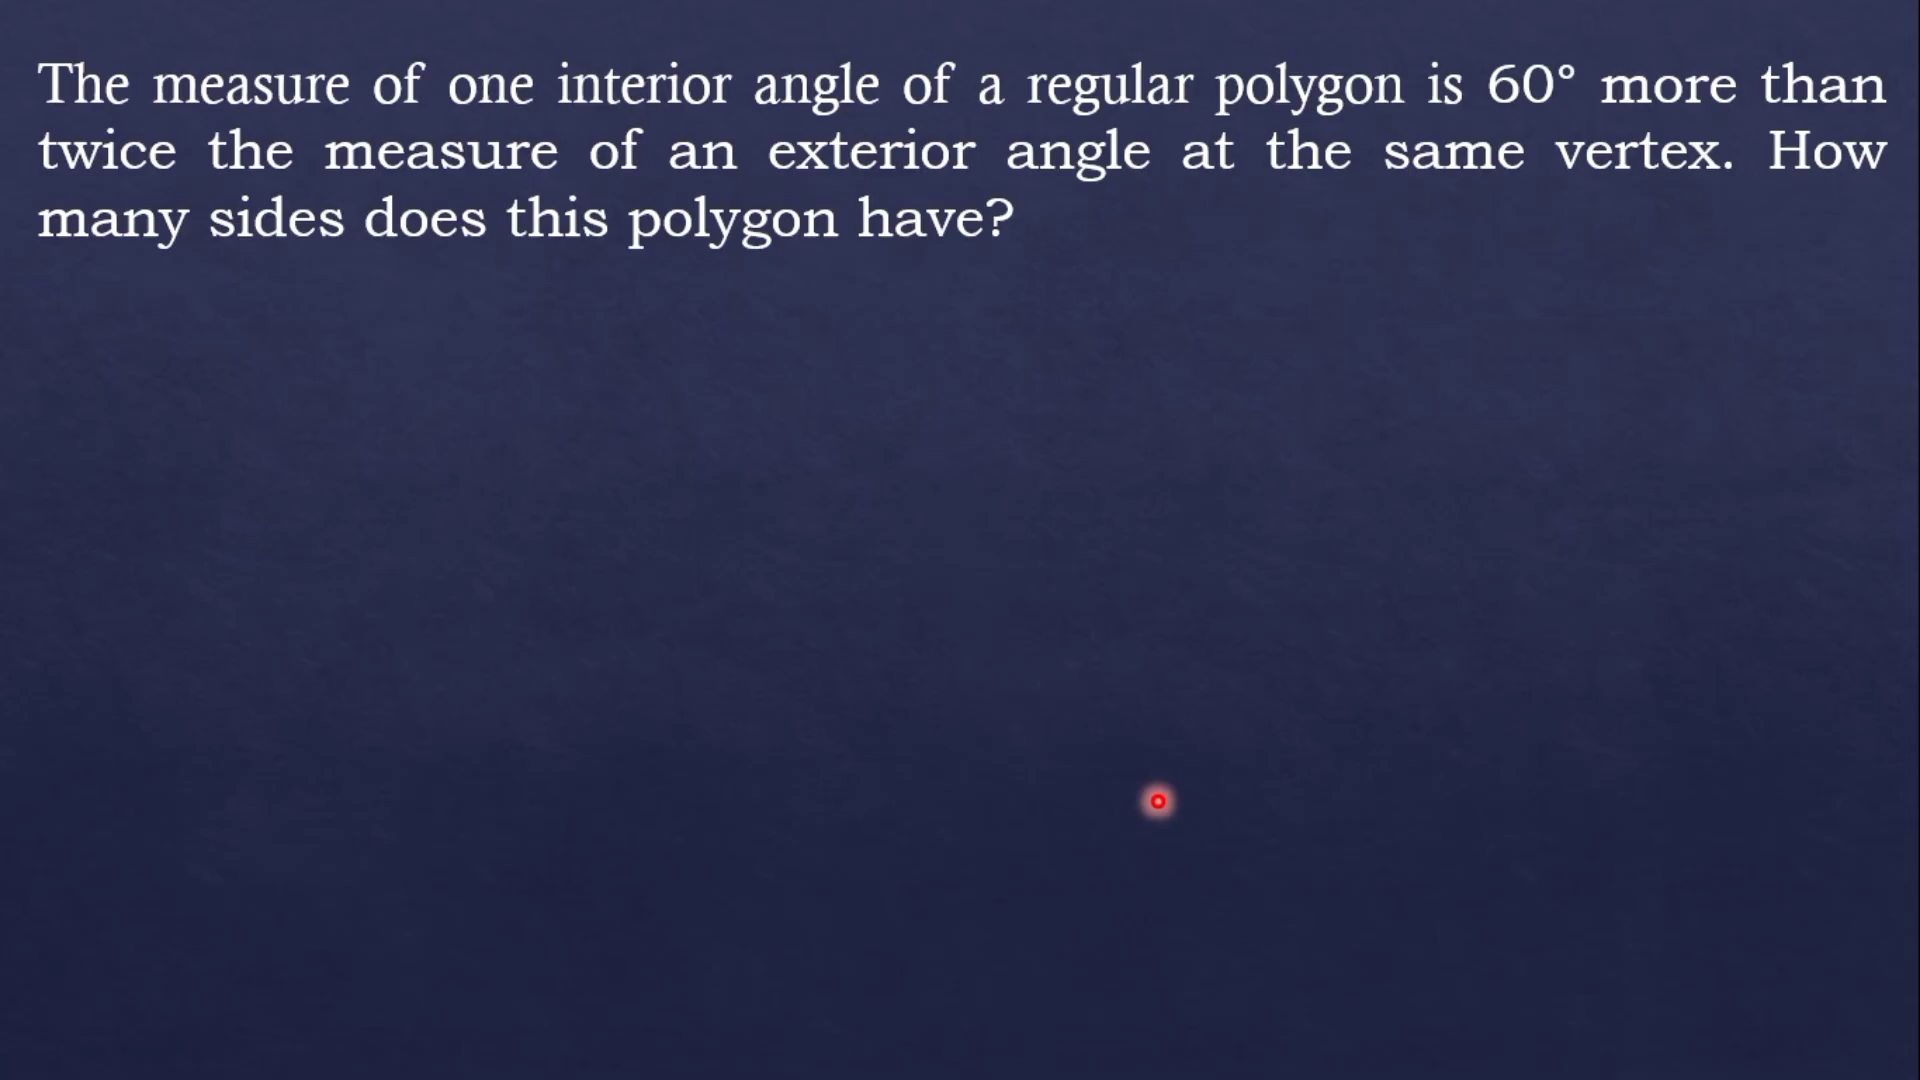 The measure of one interior angle of a regular polygon is 60° more than
twice the measure of an exterior angle at the same vertex. How
many sides does this polygon have?